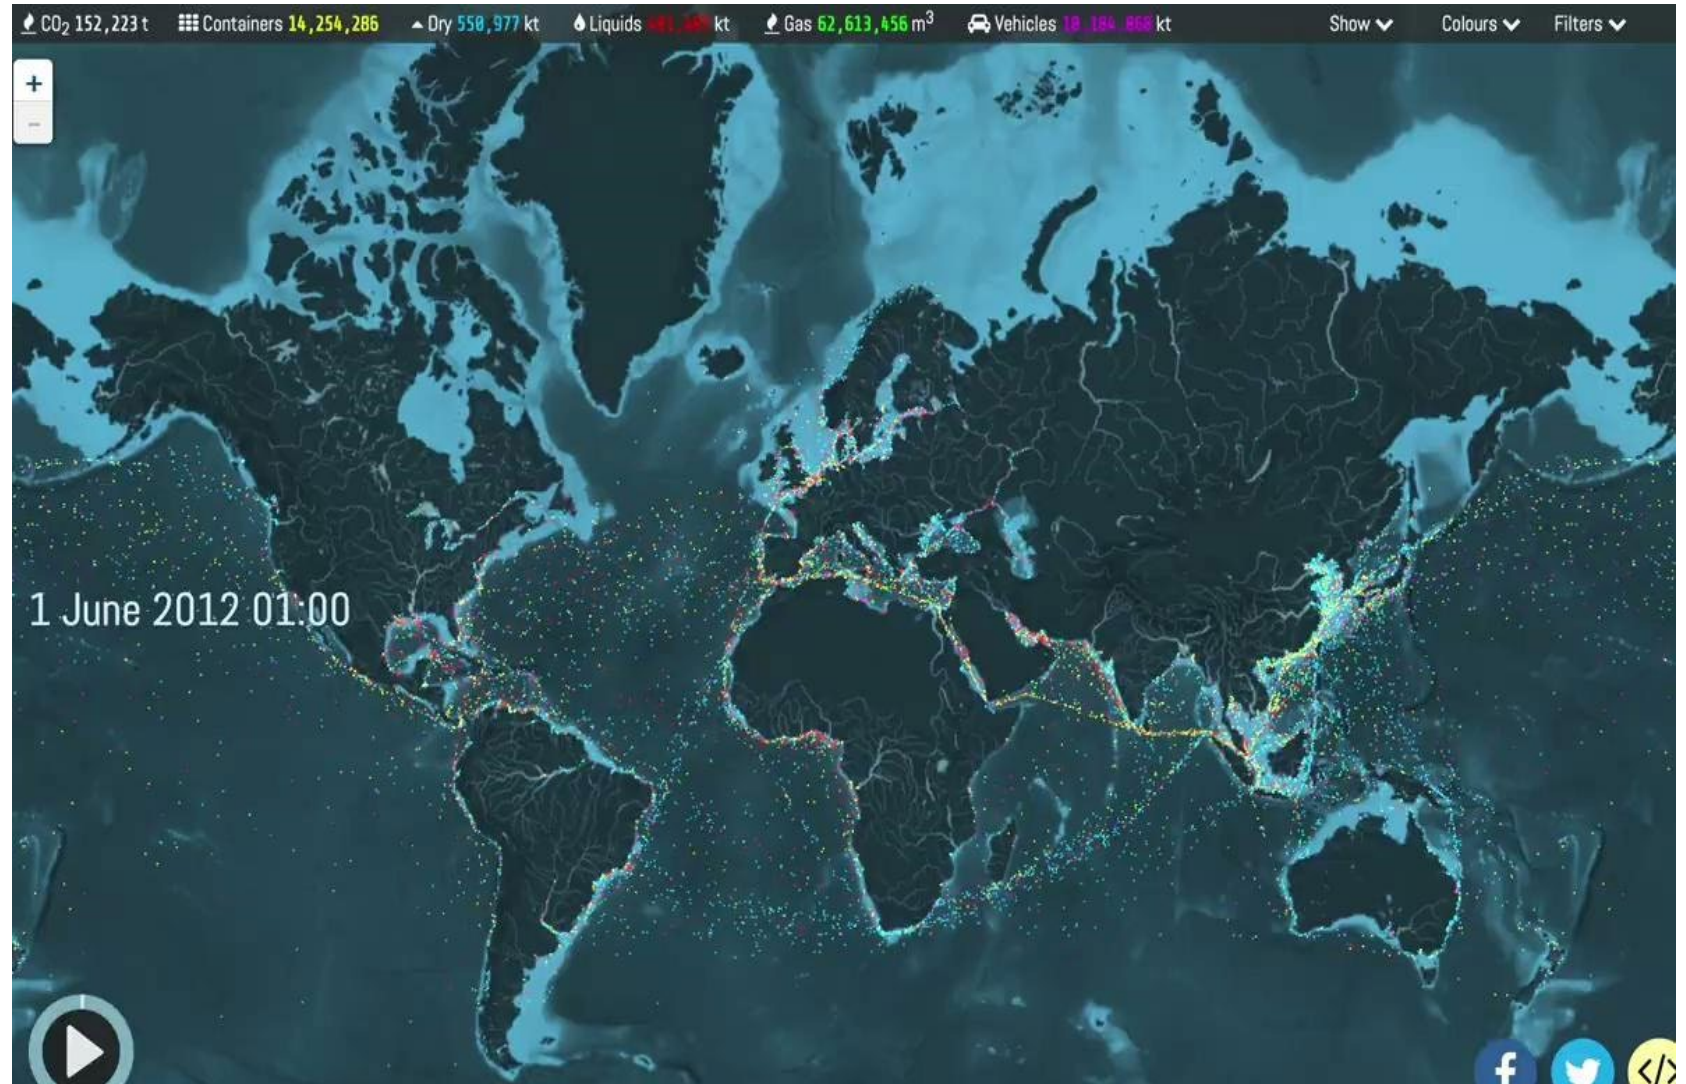 CO2 152,223 t Containers 14,254,286 Dry 550,977 kt Liquids kt Gas 62,613,456 m3 Vehicles kt Show Colours Filters
+
-
1 June 2012 01:00
f </>